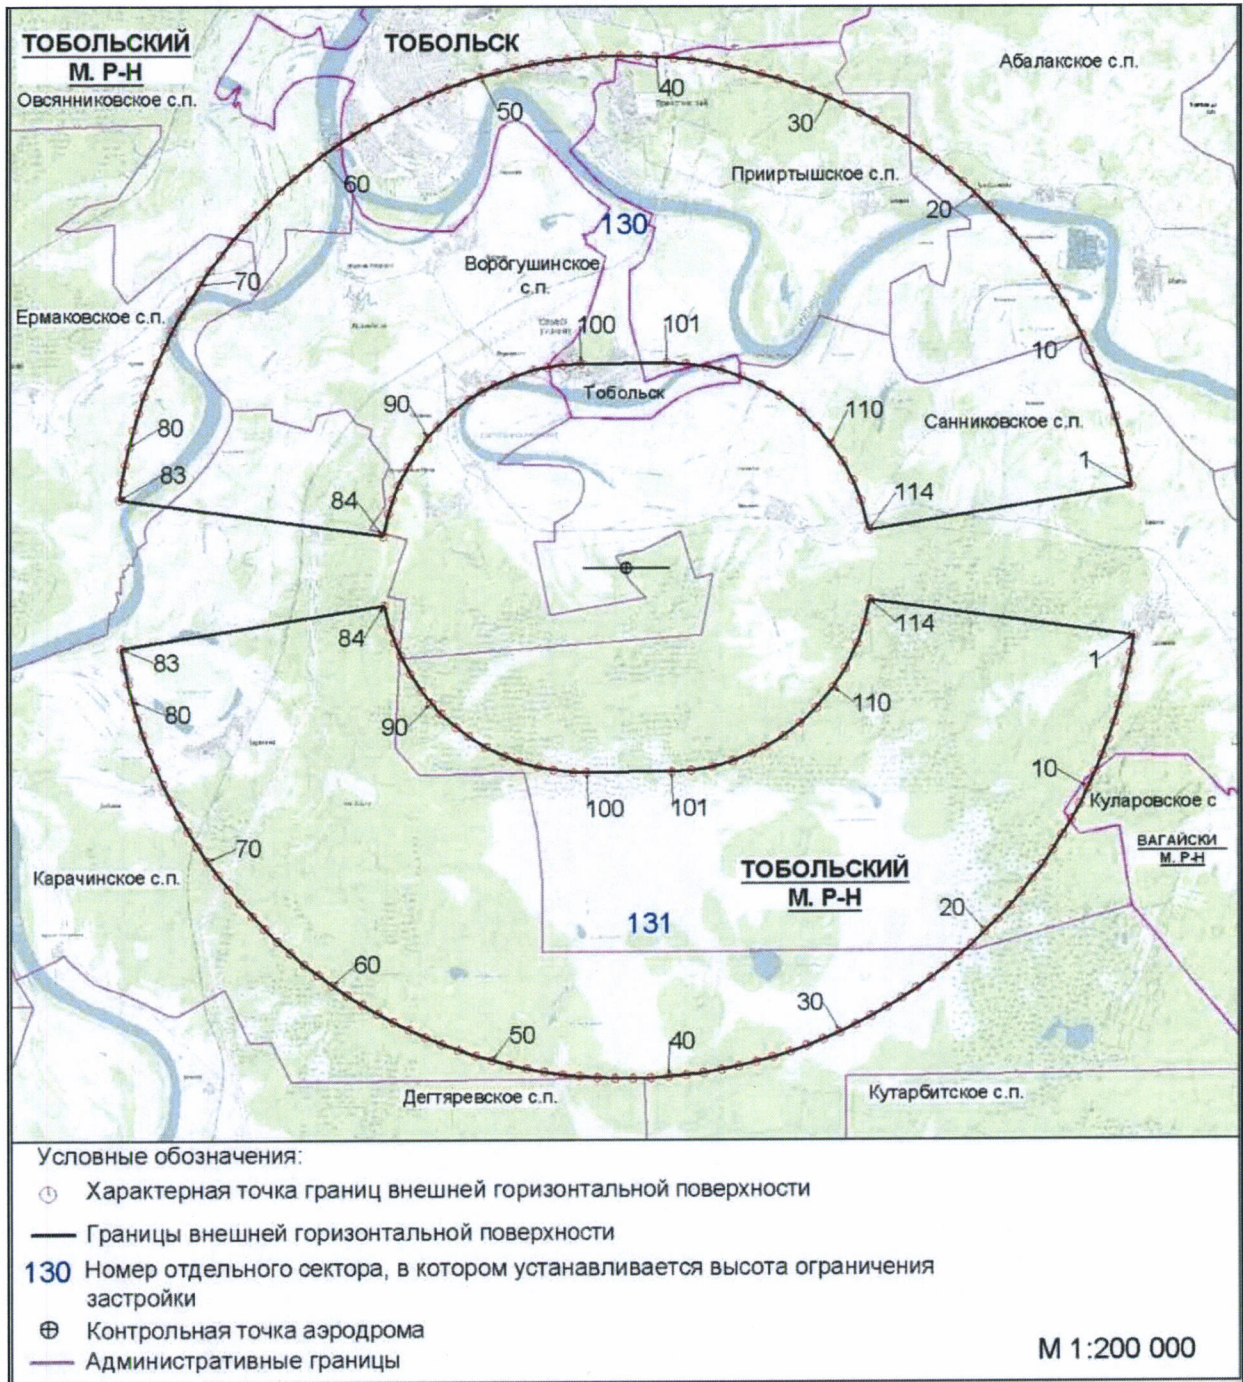 ТОБОЛЬСКИЙ
М. Р-Н
ТОБОЛЬСК
Абалакское с.п.
Овсянниковское с.п.
40
50
30
Прииртышское с.п.
60
20
130
Ворогушинское
с.п.
70
Ермаковское с.п.
100
101
10
Тобольск
90
110
Санниковское с.п.
80
83
1
84
114
84
114
83
1
80
90
110
10
Куларовское с
100
101
ВАГАЙСКИ
М. Р-Н
70
ТОБОЛЬСКИЙ
М. Р-Н
Карачинское с.п.
20
131
60
30
50
40
Дегтяревское с.п.
Кутарбитское с.п.
Условные обозначения:
Характерная точка границ внешней горизонтальной поверхности
Границы внешней горизонтальной поверхности
130 Номер отдельного сектора, в котором устанавливается высота ограничения
застройки
Контрольная точка аэродрома
Административные границы
М 1:200 000